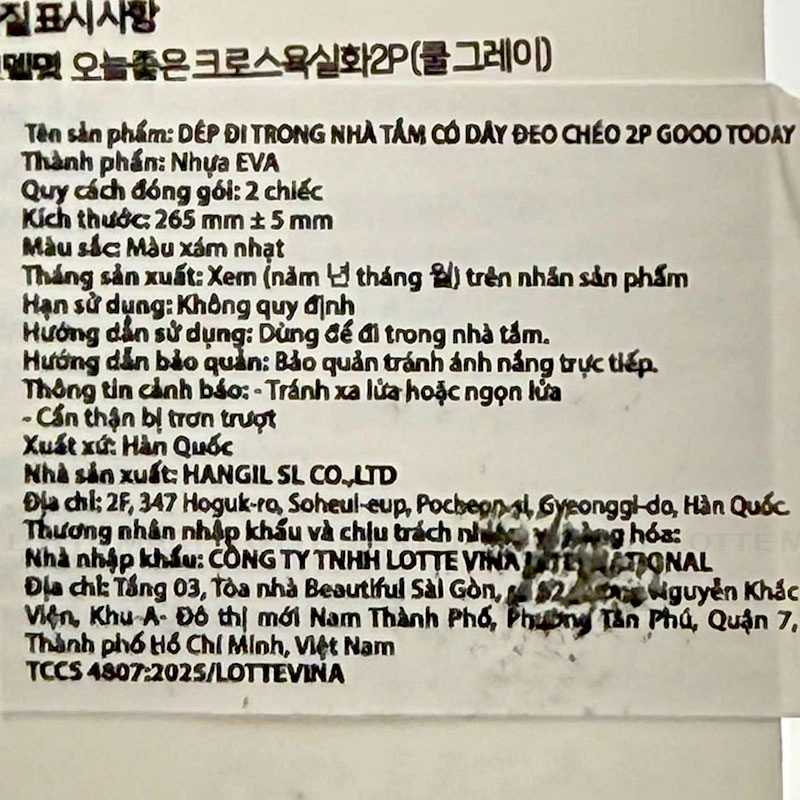 질표시사항
델명 오늘좋은크로스욕실화2P(쿨그레이)
Tên sản phẩm: DÉP ĐI TRONG NHÀ TẮM CÓ DÂY ĐEO CHÉO 2P GOOD TODAY
Thành phần: Nhựa EVA
Quy cách đóng gói: 2 chiếc
Kích thước: 265 mm ± 5 mm
Màu sắc: Màu xám nhạt
Tháng sản xuất: Xem (năm 년 tháng 월) trên nhãn sản phẩm
Hạn sử dụng: Không quy định
Hướng dẫn sử dụng: Dùng để đi trong nhà tắm.
Hướng dẫn bảo quản: Bảo quản tránh ánh nắng trực tiếp.
Thông tin cảnh báo: - Tránh xa lửa hoặc ngọn lửa
- Cẩn thận bị trơn trượt
Xuất xứ: Hàn Quốc
Nhà sản xuất: HANGIL SL CO.,LTD
Địa chỉ: 2F, 347 Hoguk-ro, Soheul-eup, Pocheon-si, Gyeonggi-do, Hàn Quốc
Thương nhân nhập khẩu và chịu trách hóa:
Nhà nhập khẩu: CÔNG TY TNHH LOTTE VINA INTERNATIONAL
Địa chỉ: Tầng 03, Tòa nhà Beautiful Sài Gòn, Nguyễn Khắc
Viện, Khu A- Đô thị mới Nam Thành Phố, Phường Tân Phú, Quận 7,
Thành phố Hồ Chí Minh, Việt Nam
TCCS 4807:2025/LOTTEVINA